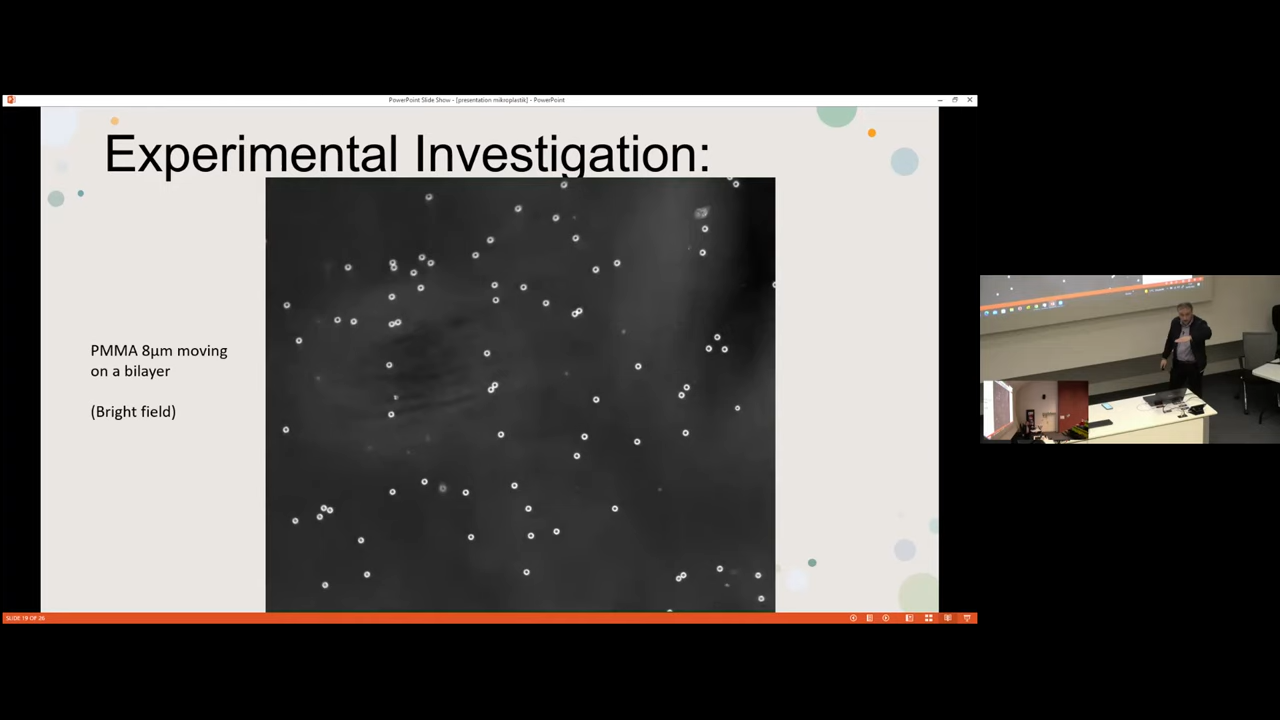 PowerPoint Slide Show - [presentation mikroplastik] - PowerPoint
Experimental Investigation:
PMMA 8µm moving
on a bilayer
(Bright field)
SLIDE 19 OF 26